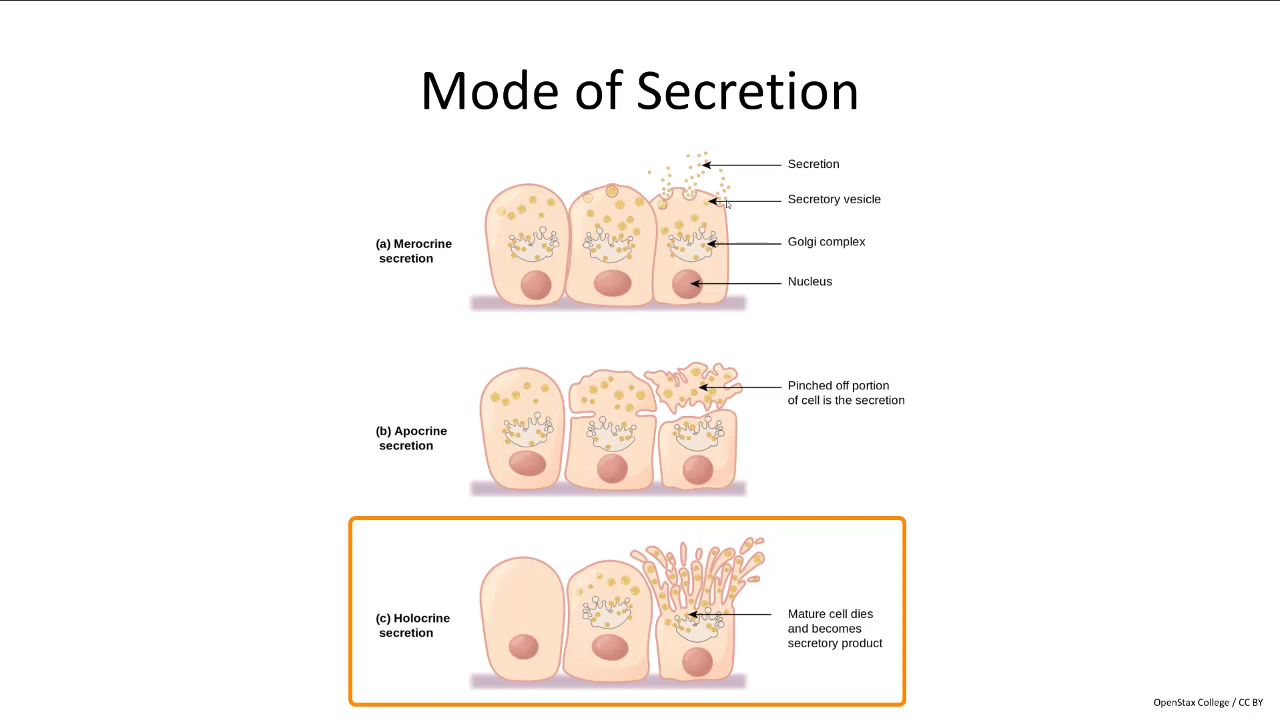 Mode of Secretion
Secretion
Secretory vesicle
(a) Merocrine
secretion
Golgi complex
Nucleus
Pinched off portion
of cell is the secretion
(b) Apocrine
secretion
(c) Holocrine
secretion
Mature cell dies
and becomes
secretory product
OpenStax College / CC BY